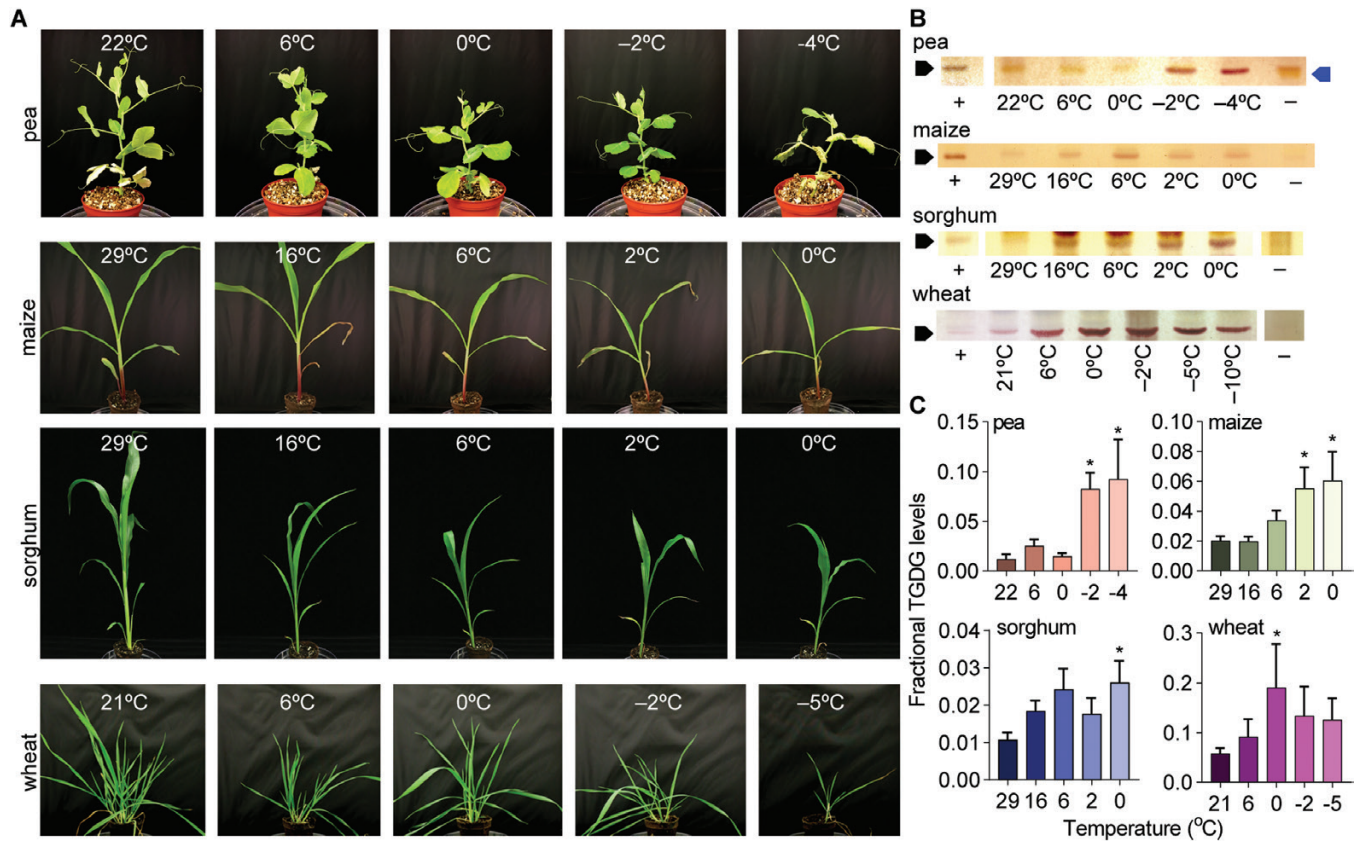 A
22ºC 6ºC 0ºC –2ºC -4ºC
pea
29ºC 16ºC 6ºC 2ºC 0ºC
maize
29ºC 16ºC 6ºC 2ºC 0ºC
sorghum
21ºC 6ºC 0ºC –2ºC –5ºC
wheat
B
pea
+ 22ºC 6ºC 0ºC –2ºC –4ºC –
maize
+ 29ºC 16ºC 6ºC 2ºC 0ºC –
sorghum
+ 29ºC 16ºC 6ºC 2ºC 0ºC –
wheat
+ 21ºC 6ºC 0ºC –2ºC –5ºC –10ºC –
C
Fractional TGDG levels
pea
0.15
0.10
0.05
0.00
* *
22 6 0 -2 -4
maize
0.10
0.08
0.06
0.04
0.02
0.00
* *
29 16 6 2 0
sorghum
0.04
0.03
0.02
0.01
0.00
*
29 16 6 2 0
wheat
0.3
0.2
0.1
0.0
*
21 6 0 -2 -5
Temperature (ºC)